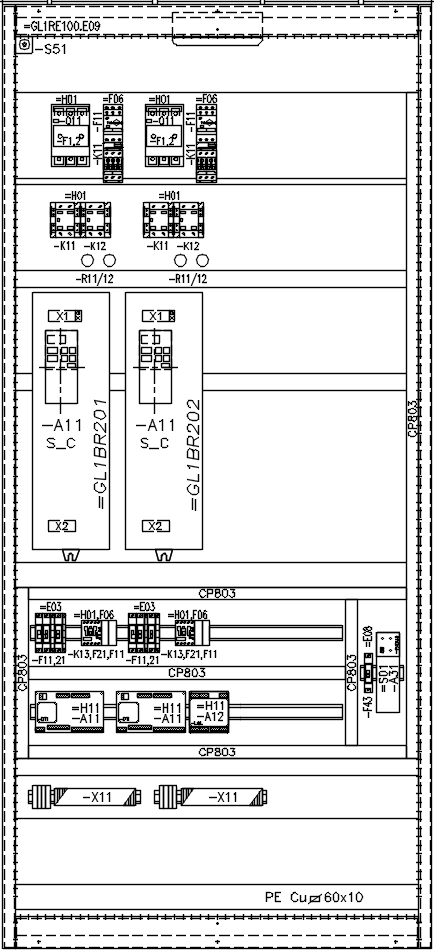 =GL1RE100.E09
-S51
=H01 =F06 =H01 =F06
-Q11 -F11 -Q11 -F11
F1,2 F1,2
-K11 -K11
=H01 =H01
-K11 -K12 -K11 -K12
-R11/12 -R11/12
X1 X1
-A11 -A11
S_C S_C
=GL1BR201 =GL1BR202
CP803
X2 X2
CP803
=E03 =H01,F06 =E03 =H01,F06
-F11,21 -K13,F21,F11 -F11,21 -K13,F21,F11
=E08
CP803 CP803 CP803
=S01
-A31
-F43
=H11 =H11 =H11
-A11 -A11 -A12
CP803
-X11 -X11
PE Cu 60x10